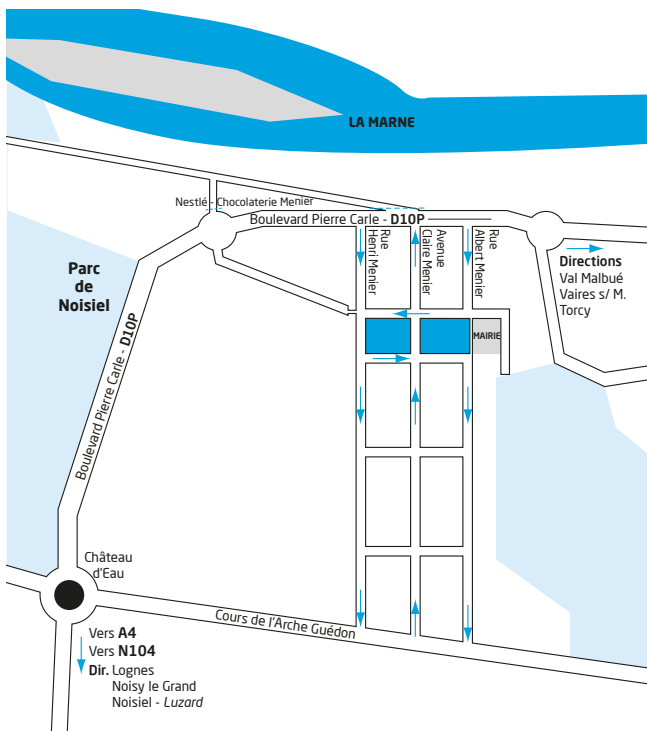 LA MARNE
Nestlé - Chocolaterie Menier
Boulevard Pierre Carle - D10P
Rue
Henri Menier
Avenue
Claire Menier
Rue
Albert Menier
Directions
Val Malbué
Vaires s/ M.
Torcy
Parc
de
Noisiel
MAIRIE
Boulevard Pierre Carle - D10P
Château
d'Eau
Cours de l'Arche Guédon
Vers A4
Vers N104
Dir. Lognes
Noisy le Grand
Noisiel - Luzard